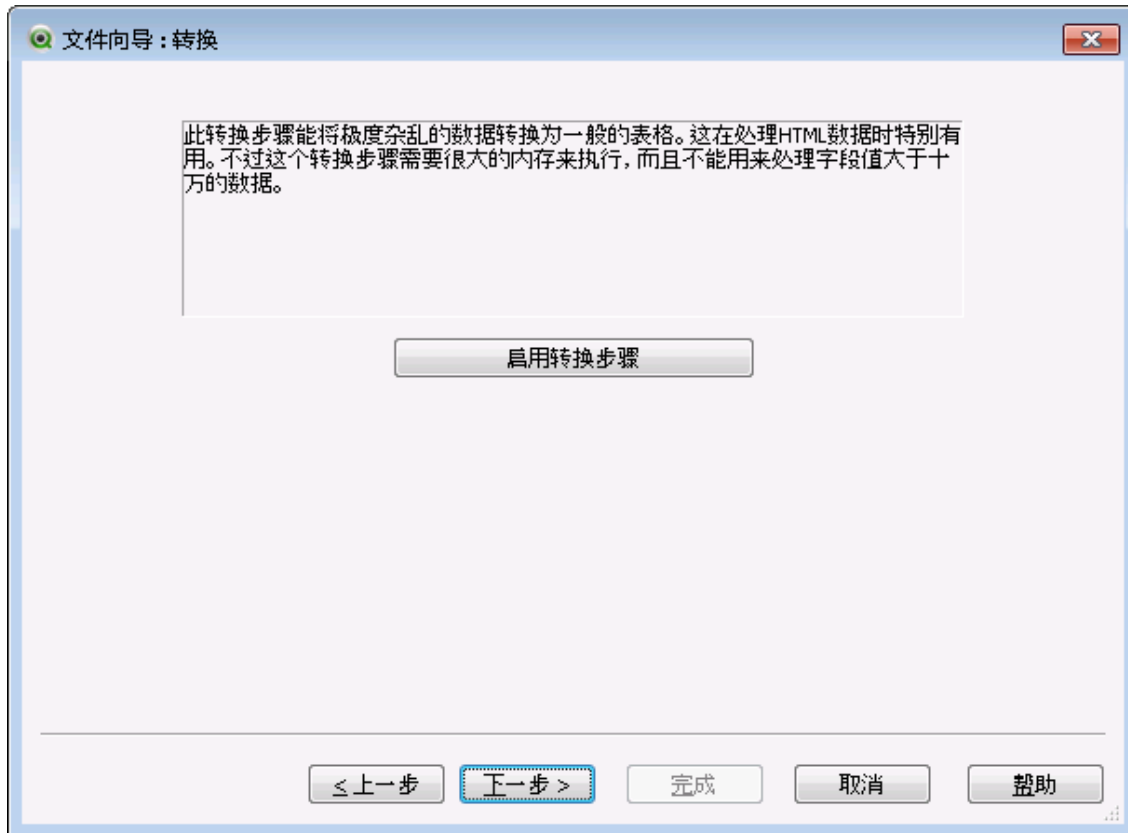 文件向导 : 转换
此转换步骤能将极度杂乱的数据转换为一般的表格。这在处理HTML数据时特别有
用。不过这个转换步骤需要很大的内存来执行，而且不能用来处理字段值大于十
万的数据。
启用转换步骤
< 上一步 下一步 > 完成 取消 帮助